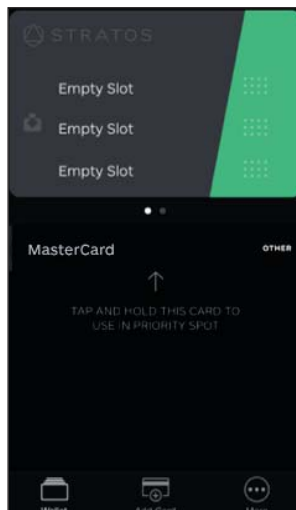 STRATOS
Empty Slot
Empty Slot
Empty Slot
MasterCard OTHER
TAP AND HOLD THIS CARD TO
USE IN PRIORITY SPOT
Wallet Add Card More